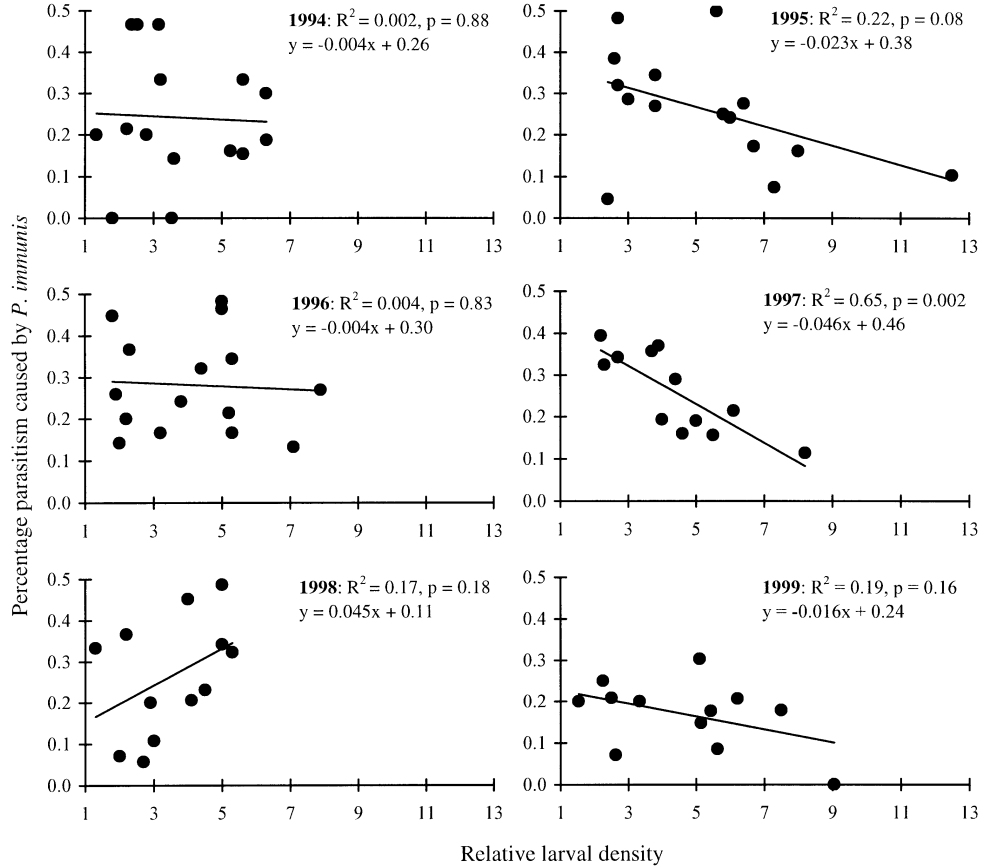 Percentage parasitism caused by P. immunis
1994: R2 = 0.002, p = 0.88
y = -0.004x + 0.26
0.5
0.4
0.3
0.2
0.1
0.0
1 3 5 7 9 11 13
1995: R2 = 0.22, p = 0.08
y = -0.023x + 0.38
0.5
0.4
0.3
0.2
0.1
0.0
1 3 5 7 9 11 13
1996: R2 = 0.004, p = 0.83
y = -0.004x + 0.30
0.5
0.4
0.3
0.2
0.1
0.0
1 3 5 7 9 11 13
1997: R2 = 0.65, p = 0.002
y = -0.046x + 0.46
0.5
0.4
0.3
0.2
0.1
0.0
1 3 5 7 9 11 13
1998: R2 = 0.17, p = 0.18
y = 0.045x + 0.11
0.5
0.4
0.3
0.2
0.1
0.0
1 3 5 7 9 11 13
1999: R2 = 0.19, p = 0.16
y = -0.016x + 0.24
0.5
0.4
0.3
0.2
0.1
0.0
1 3 5 7 9 11 13
Relative larval density